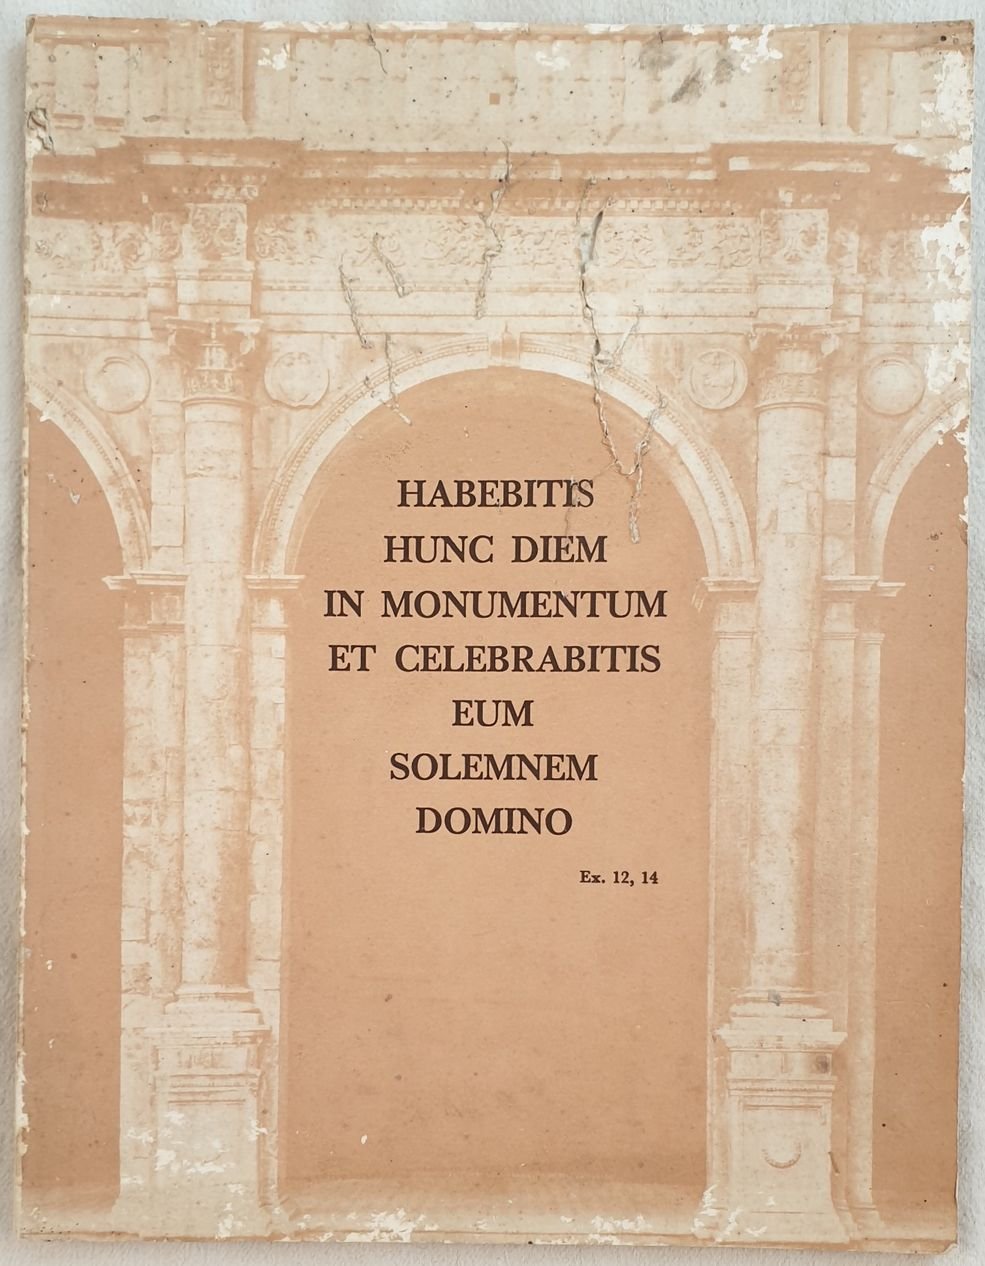 HABEBITIS
HUNC DIEM
IN MONUMENTUM
ET CELEBRABITIS
EUM
SOLEMNEM
DOMINO
Ex. 12, 14